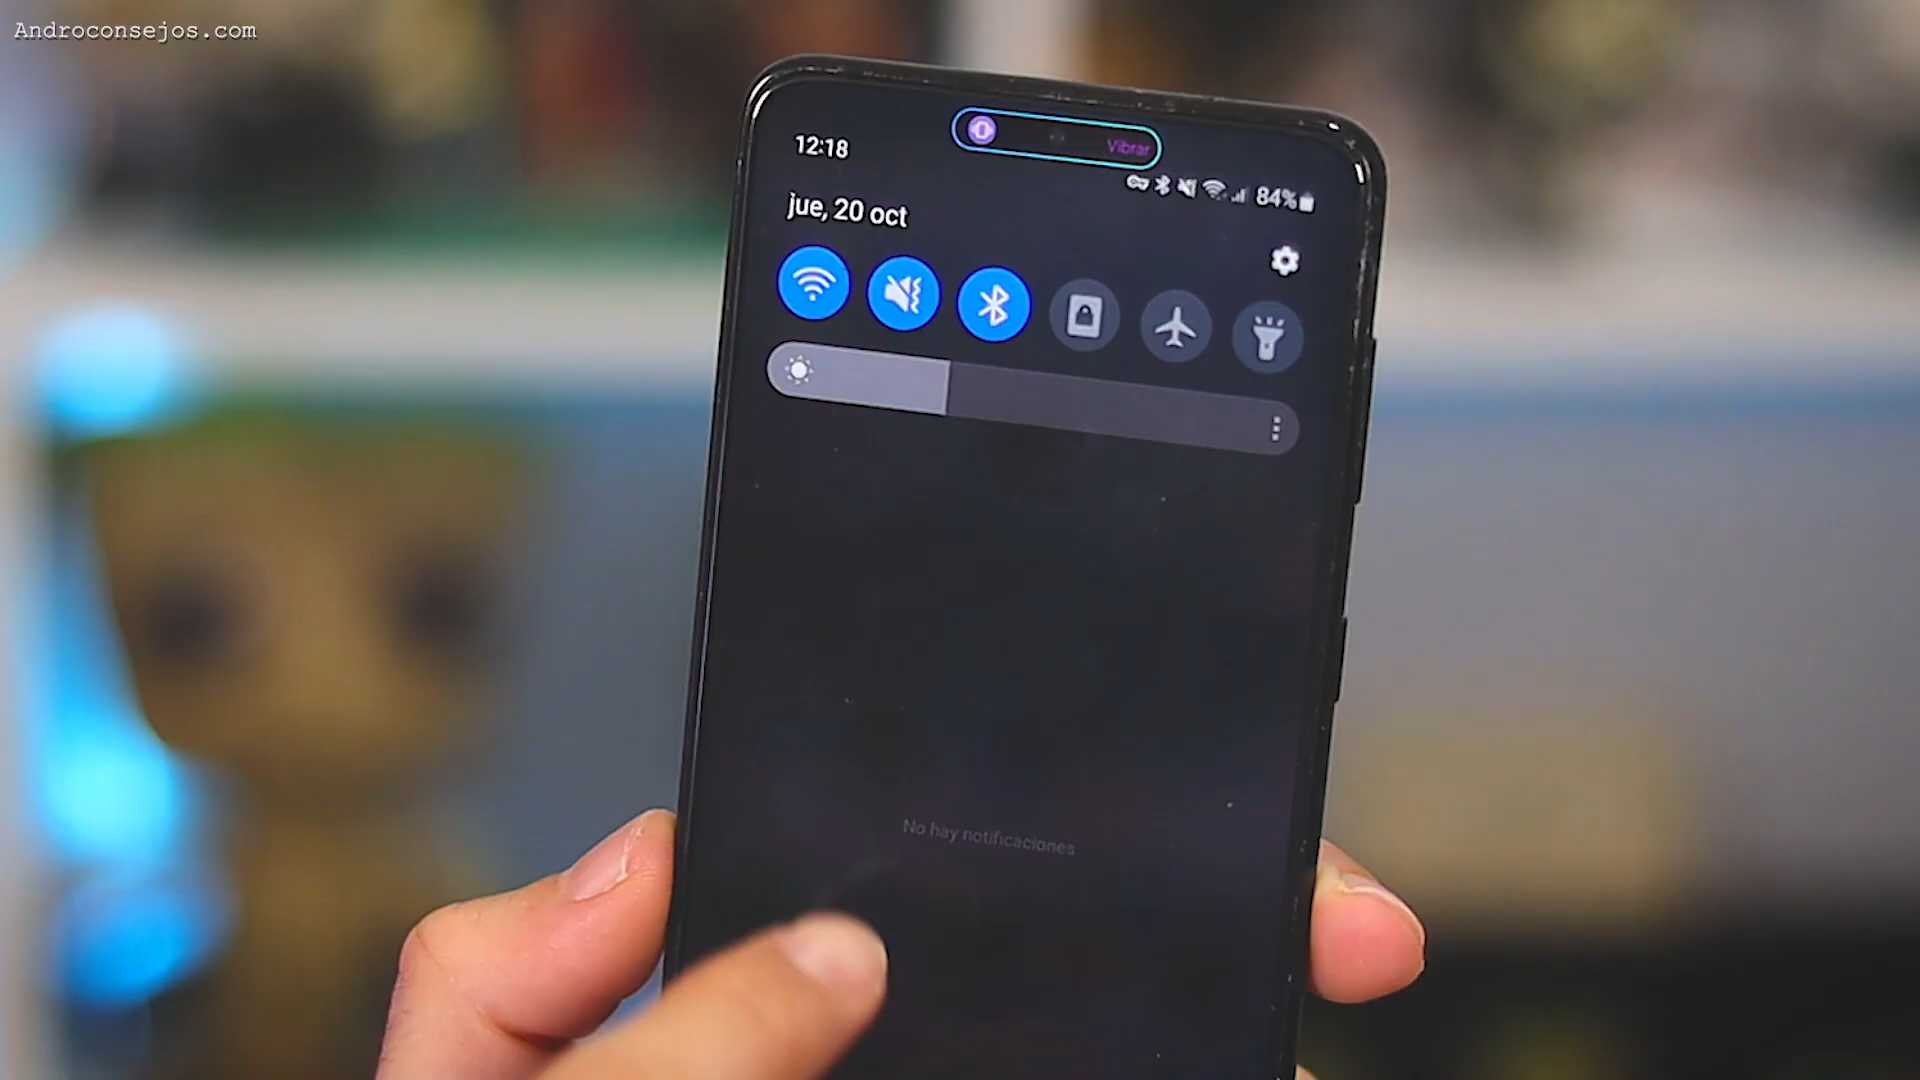 Androconsejos.com
12:18
Vibrar
84%
jue, 20 oct
No hay notificaciones